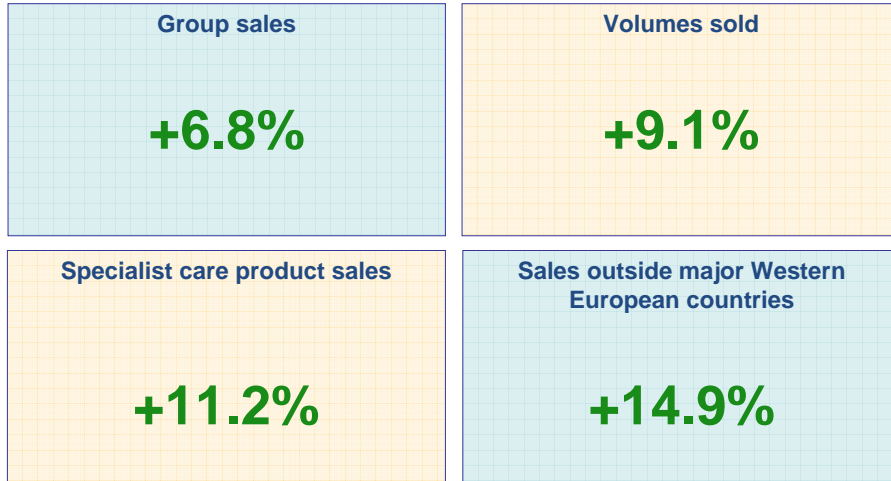 Group sales
+6.8%
Volumes sold
+9.1%
Specialist care product sales
+11.2%
Sales outside major Western
European countries
+14.9%